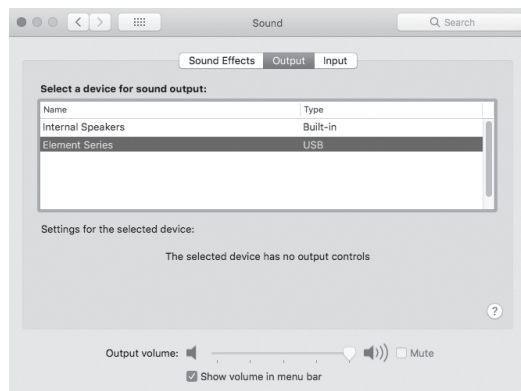 Sound
Search
Sound Effects Output Input
Select a device for sound output:
Name Type
Internal Speakers Built-in
Element Series USB
Settings for the selected device:
The selected device has no output controls
?
Output volume: Mute
Show volume in menu bar